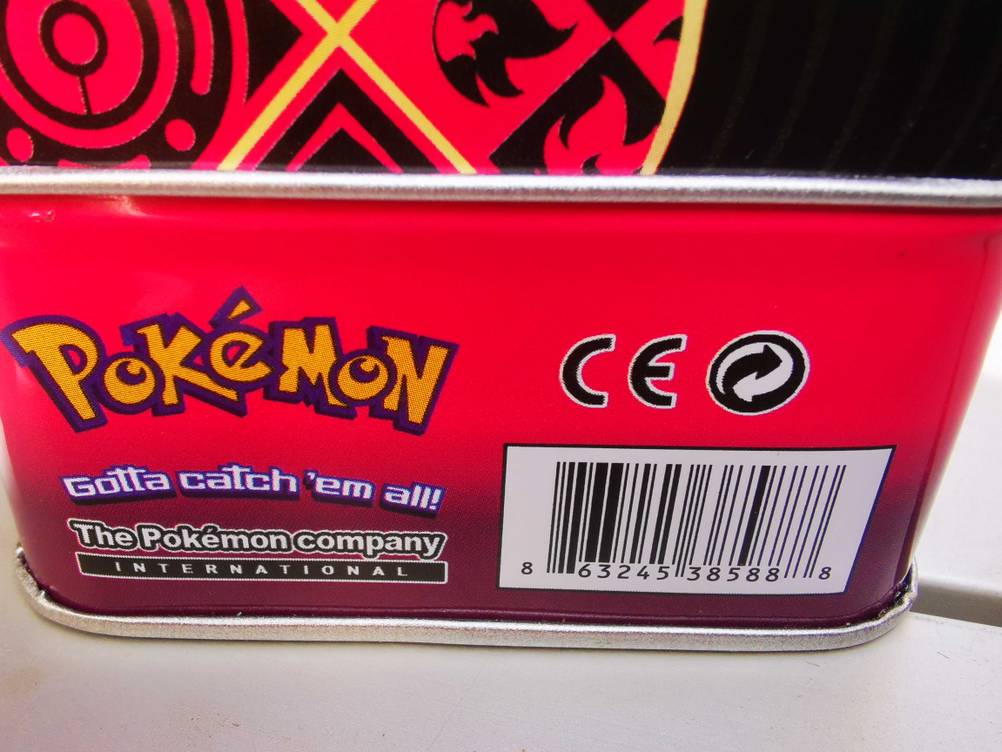 POKéMON
Gotta catch 'em all!
The Pokémon company
INTERNATIONAL
CE
8 63245 38588 8